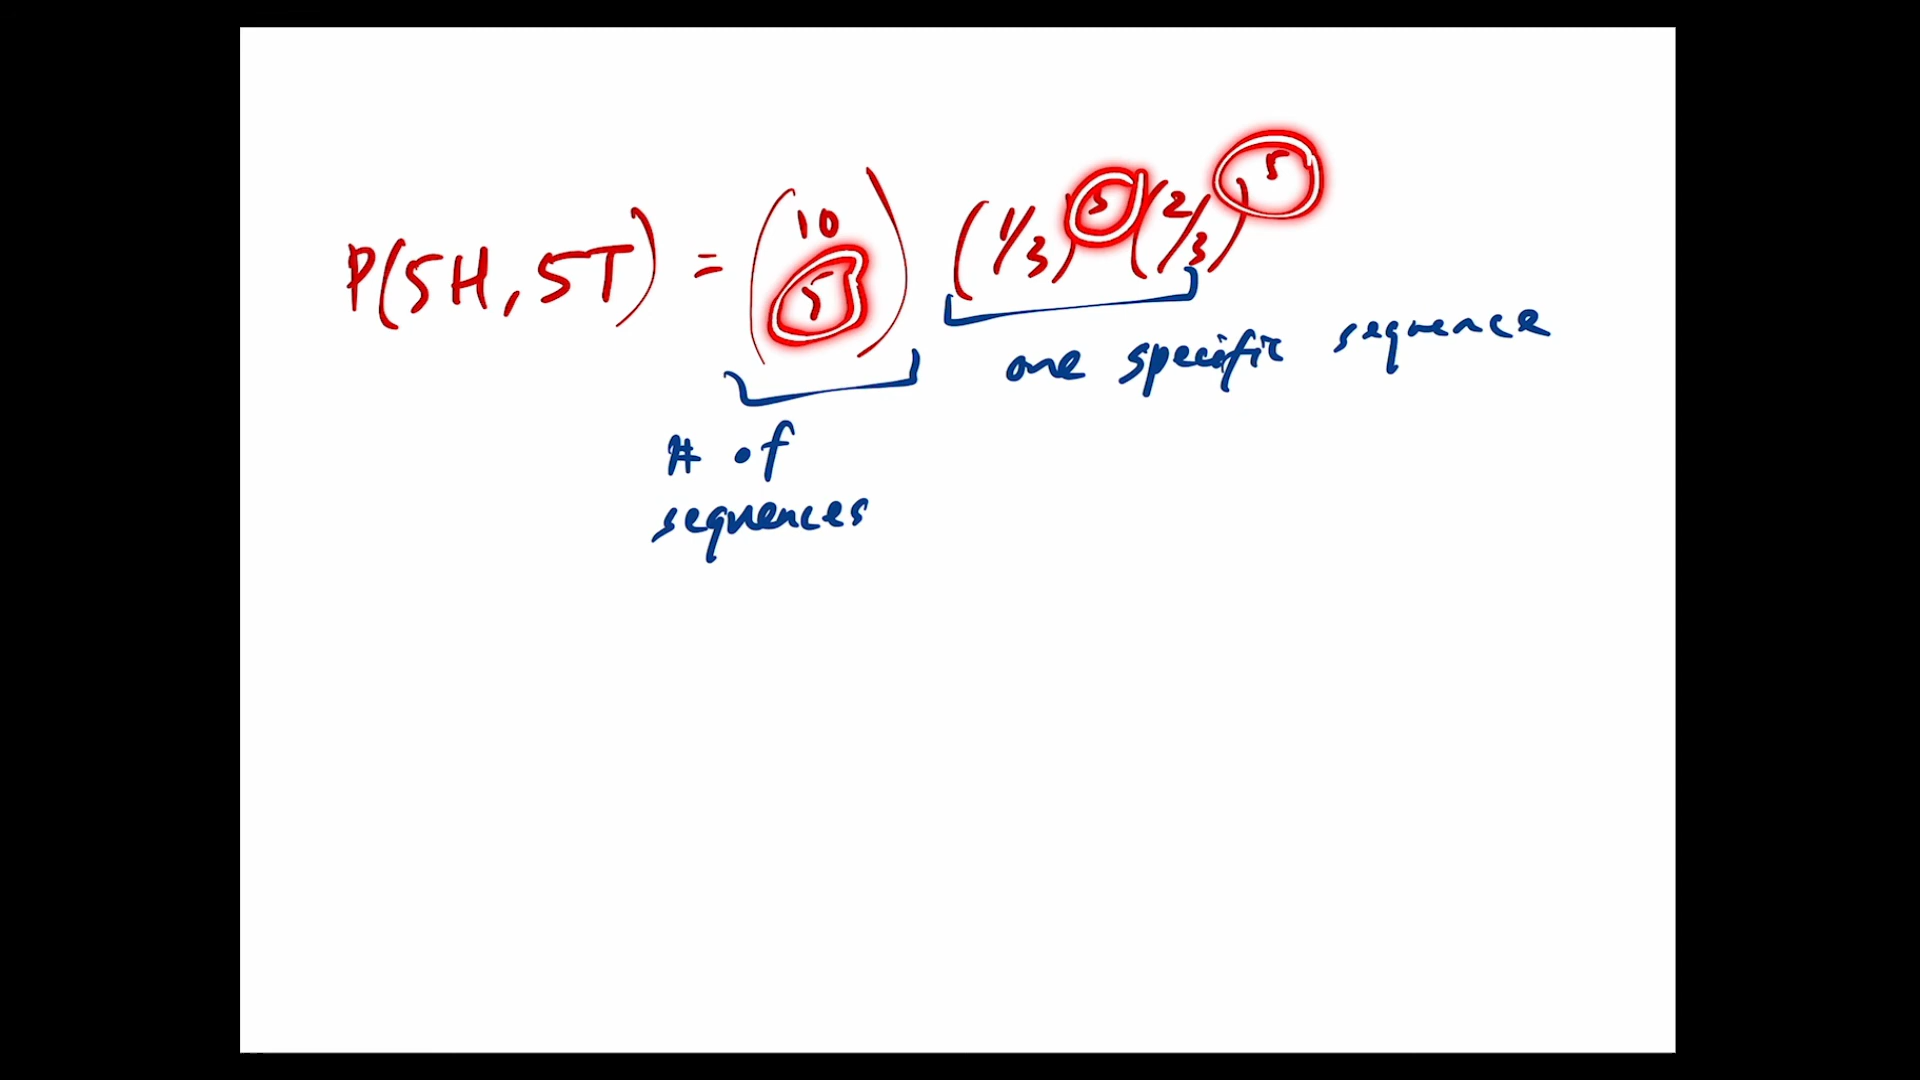 P(5H, 5T) = (10 5) (1/3)^5 (2/3)^5
one specific sequence
# of
sequences